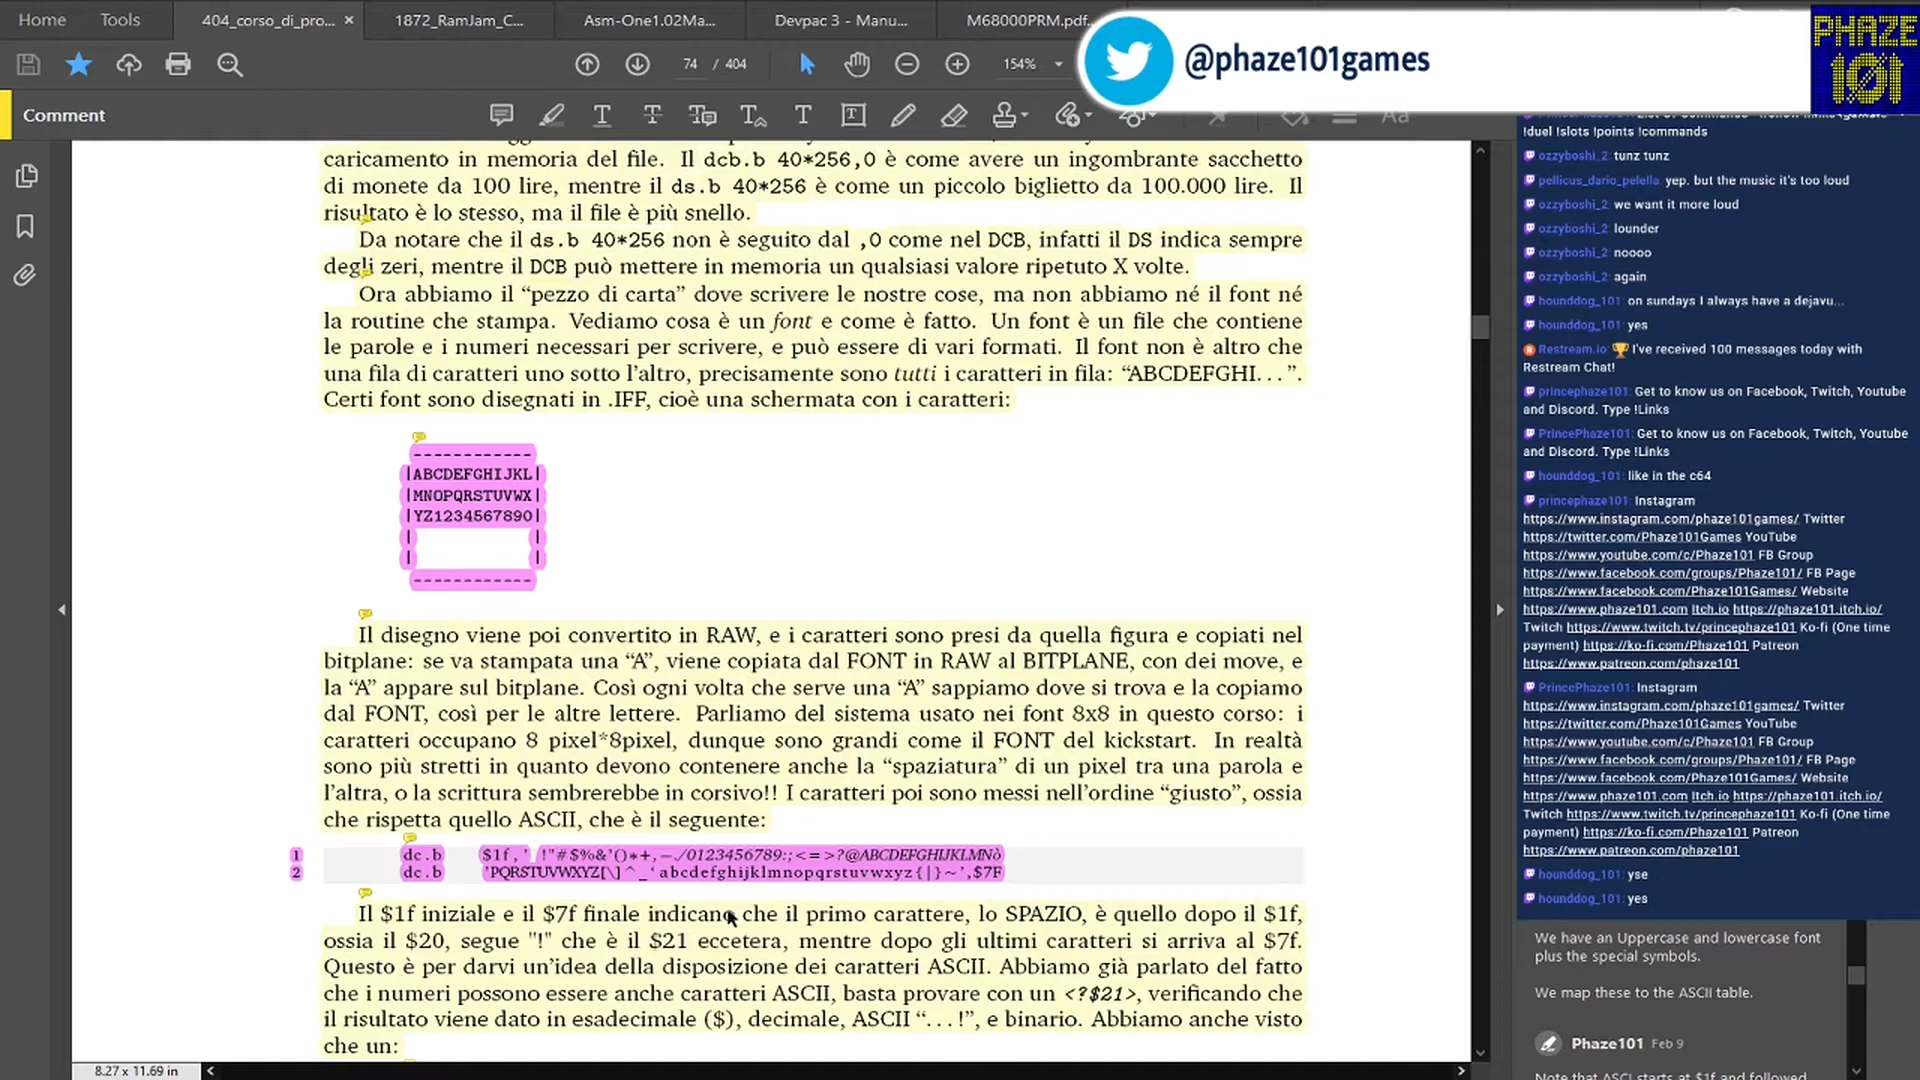 Home Tools 404_corso_di_pro... × 1872_RamJam_C... Asm-One1.02Ma... Devpac 3 - Manu... M68000PRM.pdf
74 / 404 154%
@phaze101games
PHAZE
101
Comment
caricamento in memoria del file. Il dcb.b 40*256,0 è come avere un ingombrante sacchetto
di monete da 100 lire, mentre il ds.b 40*256 è come un piccolo biglietto da 100.000 lire. Il
risultato è lo stesso, ma il file è più snello.
Da notare che il ds.b 40*256 non è seguito dal ,0 come nel DCB, infatti il DS indica sempre
degli zeri, mentre il DCB può mettere in memoria un qualsiasi valore ripetuto X volte.
Ora abbiamo il “pezzo di carta” dove scrivere le nostre cose, ma non abbiamo né il font né
la routine che stampa. Vediamo cosa è un font e come è fatto. Un font è un file che contiene
le parole e i numeri necessari per scrivere, e può essere di vari formati. Il font non è altro che
una fila di caratteri uno sotto l’altro, precisamente sono tutti i caratteri in fila: “ABCDEFGHI...”.
Certi font sono disegnati in .IFF, cioè una schermata con i caratteri:
------------
|ABCDEFGHIJKL|
|MNOPQRSTUVWX|
|YZ1234567890|
| |
| |
------------
Il disegno viene poi convertito in RAW, e i caratteri sono presi da quella figura e copiati nel
bitplane: se va stampata una “A”, viene copiata dal FONT in RAW al BITPLANE, con dei move, e
la “A” appare sul bitplane. Così ogni volta che serve una “A” sappiamo dove si trova e la copiamo
dal FONT, così per le altre lettere. Parliamo del sistema usato nei font 8x8 in questo corso: i
caratteri occupano 8 pixel*8pixel, dunque sono grandi come il FONT del kickstart. In realtà
sono più stretti in quanto devono contenere anche la “spaziatura” di un pixel tra una parola e
l’altra, o la scrittura sembrerebbe in corsivo!! I caratteri poi sono messi nell’ordine “giusto”, ossia
che rispetta quello ASCII, che è il seguente:
1 dc.b $1f,’ !"#$%&’()*+,−./0123456789:;<=>?@ABCDEFGHIJKLMNò
2 dc.b ’PQRSTUVWXYZ[\]^_‘abcdefghijklmnopqrstuvwxyz{|}~’,$7F
Il $1f iniziale e il $7f finale indicano che il primo carattere, lo SPAZIO, è quello dopo il $1f,
ossia il $20, segue "!" che è il $21 eccetera, mentre dopo gli ultimi caratteri si arriva al $7f.
Questo è per darvi un’idea della disposizione dei caratteri ASCII. Abbiamo già parlato del fatto
che i numeri possono essere anche caratteri ASCII, basta provare con un <?$21>, verificando che
il risultato viene dato in esadecimale ($), decimale, ASCII “...!”, e binario. Abbiamo anche visto
che un:
8.27 x 11.69 in
!duel !slots !points !commands
ozzyboshi_2: tunz tunz
pellicus_dario_pelella: yep. but the music it's too loud
ozzyboshi_2: we want it more loud
ozzyboshi_2: lounder
ozzyboshi_2: noooo
ozzyboshi_2: again
hounddog_101: on sundays I always have a dejavu...
hounddog_101: yes
Restream.io: 🏆 I've received 100 messages today with
Restream Chat!
princephaze101: Get to know us on Facebook, Twitch, Youtube
and Discord. Type !Links
PrincePhaze101: Get to know us on Facebook, Twitch, Youtube
and Discord. Type !Links
hounddog_101: like in the c64
princephaze101: Instagram
https://www.instagram.com/phaze101games/ Twitter
https://twitter.com/Phaze101Games YouTube
https://www.youtube.com/c/Phaze101 FB Group
https://www.facebook.com/groups/Phaze101/ FB Page
https://www.facebook.com/Phaze101Games/ Website
https://www.phaze101.com Itch.io https://phaze101.itch.io/
Twitch https://www.twitch.tv/princephaze101 Ko-fi (One time
payment) https://ko-fi.com/Phaze101 Patreon
https://www.patreon.com/phaze101
PrincePhaze101: Instagram
https://www.instagram.com/phaze101games/ Twitter
https://twitter.com/Phaze101Games YouTube
https://www.youtube.com/c/Phaze101 FB Group
https://www.facebook.com/groups/Phaze101/ FB Page
https://www.facebook.com/Phaze101Games/ Website
https://www.phaze101.com Itch.io https://phaze101.itch.io/
Twitch https://www.twitch.tv/princephaze101 Ko-fi (One time
payment) https://ko-fi.com/Phaze101 Patreon
https://www.patreon.com/phaze101
hounddog_101: yse
hounddog_101: yes
We have an Uppercase and lowercase font
plus the special symbols.
We map these to the ASCII table.
Phaze101 Feb 9
Note that ASCI starts at $1f and followed